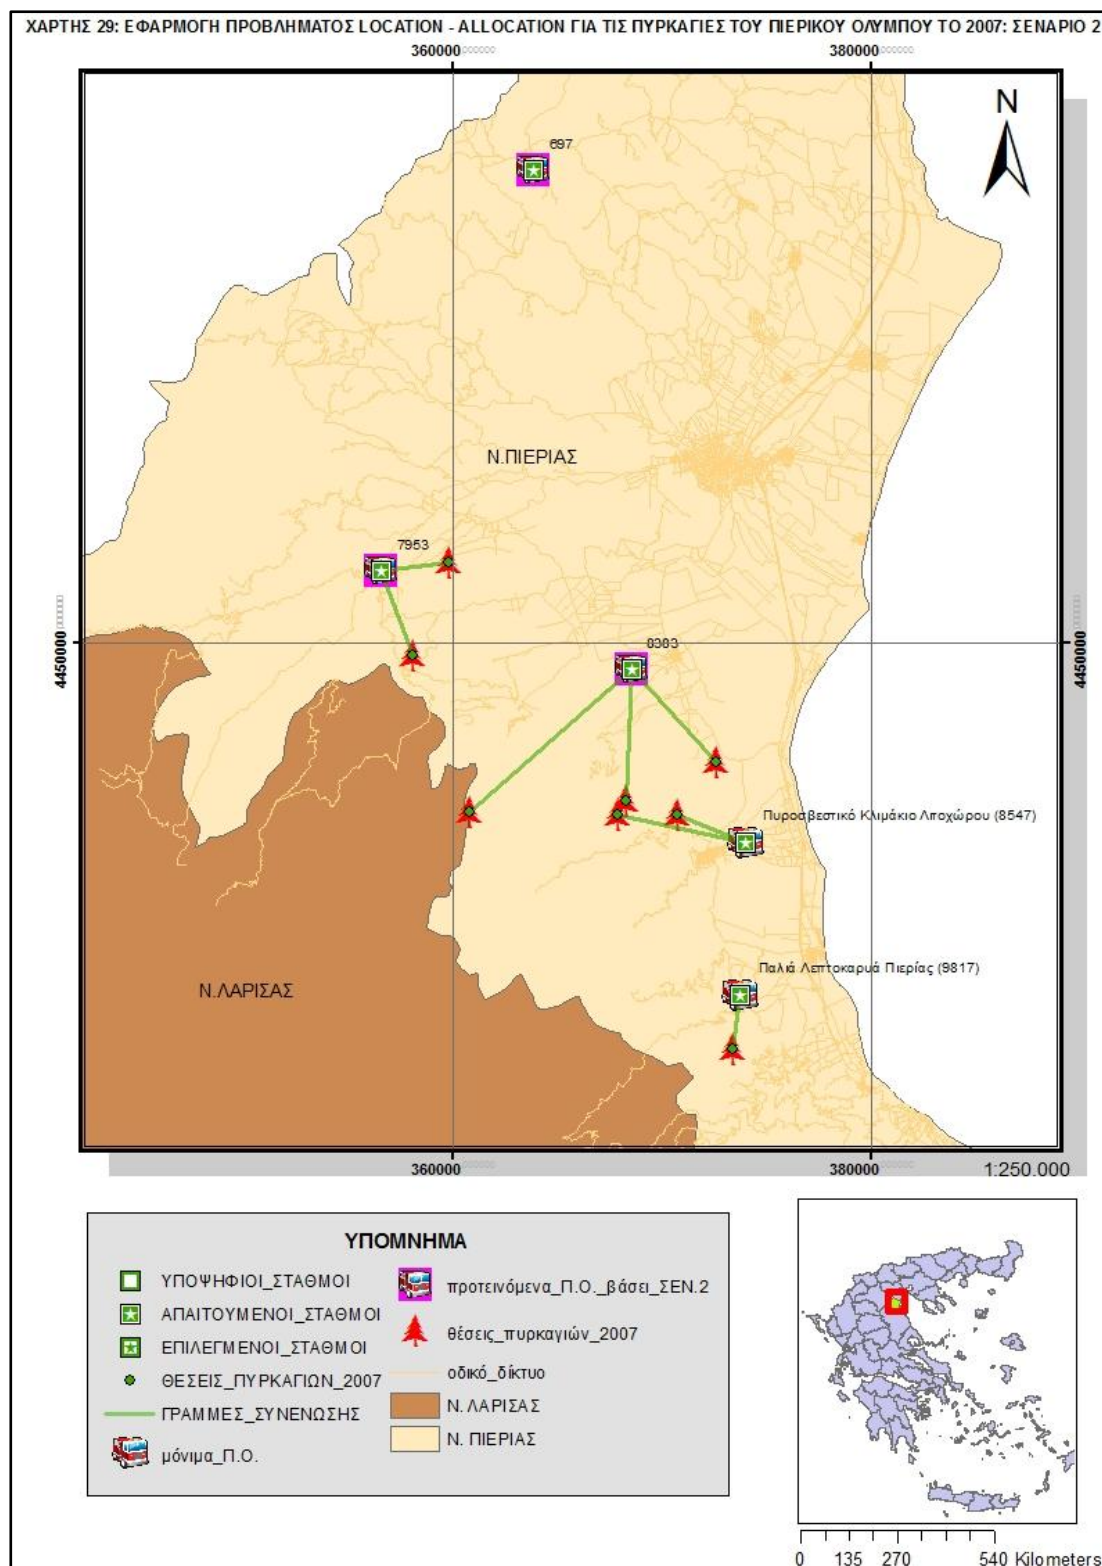 ΧΑΡΤΗΣ 29: ΕΦΑΡΜΟΓΗ ΠΡΟΒΛΗΜΑΤΟΣ LOCATION - ALLOCATION ΓΙΑ ΤΙΣ ΠΥΡΚΑΓΙΕΣ ΤΟΥ ΠΙΕΡΙΚΟΥ ΟΛΥΜΠΟΥ ΤΟ 2007: ΣΕΝΑΡΙΟ 2
360000 380000
N
697
Ν.ΠΙΕΡΙΑΣ
7953
4450000 4450000
8383
Πυροσβεστικό Κλιμάκιο Λιτοχώρου (8547)
Παλιά Λεπτοκαρυά Πιερίας (9817)
Ν.ΛΑΡΙΣΑΣ
360000 380000
1:250.000
ΥΠΟΜΝΗΜΑ
ΥΠΟΨΗΦΙΟΙ_ΣΤΑΘΜΟΙ
ΑΠΑΙΤΟΥΜΕΝΟΙ_ΣΤΑΘΜΟΙ
ΕΠΙΛΕΓΜΕΝΟΙ_ΣΤΑΘΜΟΙ
ΘΕΣΕΙΣ_ΠΥΡΚΑΓΙΩΝ_2007
ΓΡΑΜΜΕΣ_ΣΥΝΕΝΩΣΗΣ
μόνιμα_Π.Ο.
προτεινόμενα_Π.Ο._βάσει_ΣΕΝ.2
θέσεις_πυρκαγιών_2007
οδικό_δίκτυο
Ν. ΛΑΡΙΣΑΣ
Ν. ΠΙΕΡΙΑΣ
0 135 270 540 Kilometers